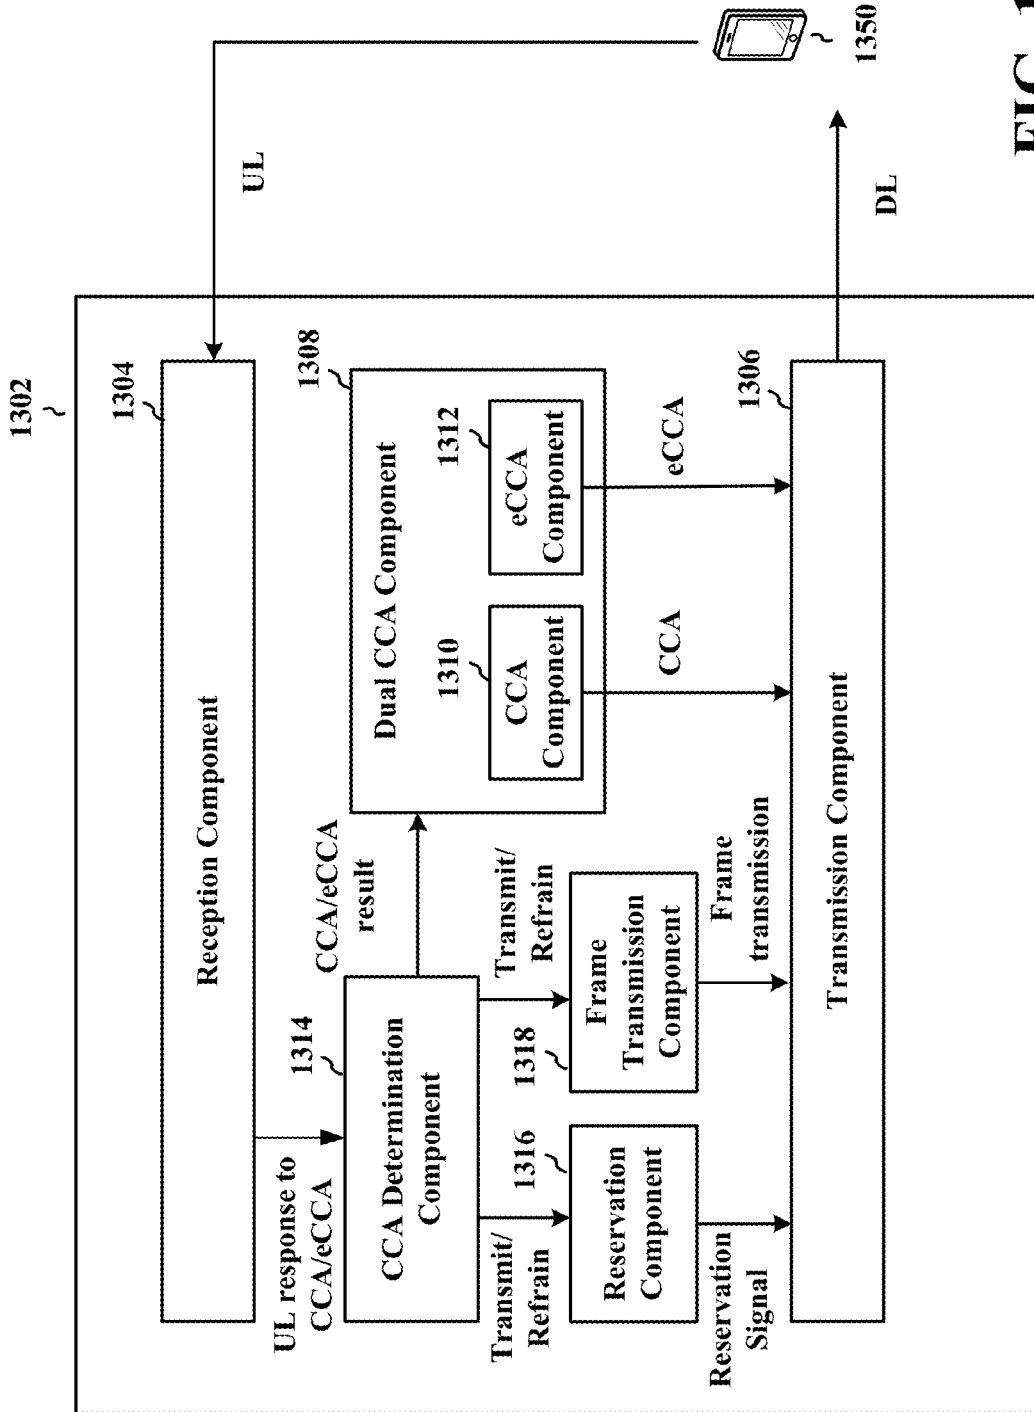 1302
1304
Reception Component
UL
1350
UL response to
CCA/eCCA
1314
CCA Determination
Component
CCA/eCCA
result
1308
Dual CCA Component
1310
CCA
Component
1312
eCCA
Component
Transmit/
Refrain
1316
Reservation
Component
Transmit/
Refrain
1318
Frame
Transmission
Component
Reservation
Signal
Frame
transmission
CCA
eCCA
1306
Transmission Component
DL